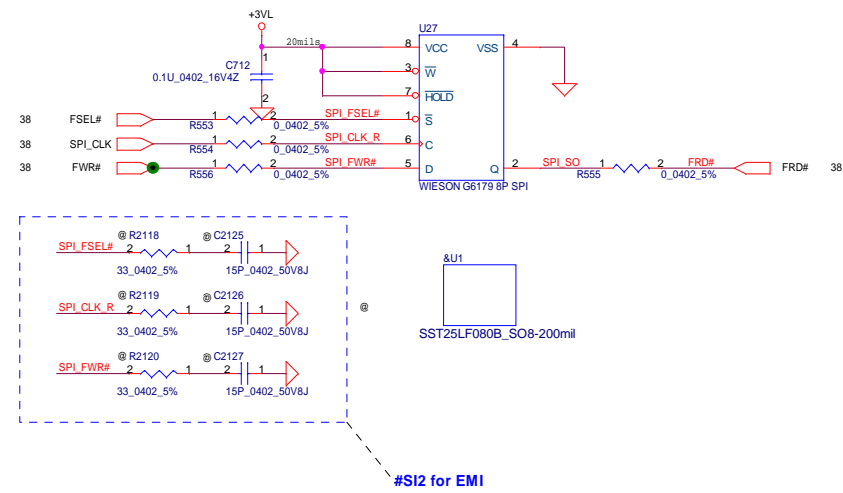 +3VL
U27
20mils
8 VCC VSS 4
1
C712
0.1U_0402_16V4Z
2
3 W
7 HOLD
38 FSEL# 1 R553 2 0_0402_5% SPI_FSEL# 1 S
38 SPI_CLK 1 R554 2 0_0402_5% SPI_CLK_R 6 C
38 FWR# 1 R556 2 0_0402_5% SPI_FWR# 5 D
Q 2 SPI_SO 1 R555 2 0_0402_5% FRD# FRD# 38
WIESON G6179 8P SPI
SPI_FSEL# 2 @ R2118 1 33_0402_5% 2 @ C2125 1 15P_0402_50V8J
SPI_CLK_R 2 @ R2119 1 33_0402_5% 2 @ C2126 1 15P_0402_50V8J
@
SPI_FWR# 2 @ R2120 1 33_0402_5% 2 @ C2127 1 15P_0402_50V8J
&U1
SST25LF080B_SO8-200mil
#SI2 for EMI